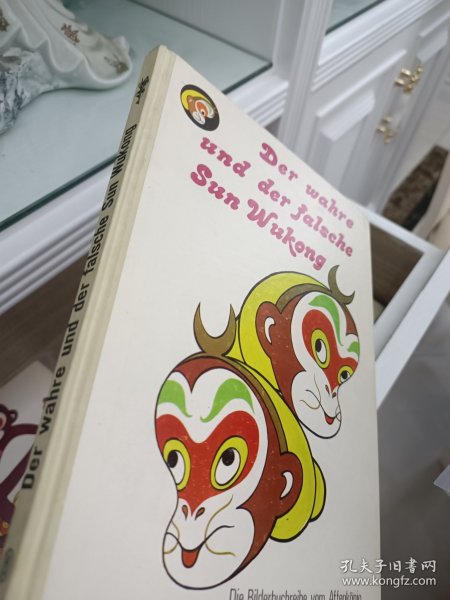 Der wahre
und der falsche
Sun Wukong
Die Bilderbuchreihe vom Affenkönig
Der wahre und der falsche Sun Wukong
孔夫子旧书网
www.kongfz.com